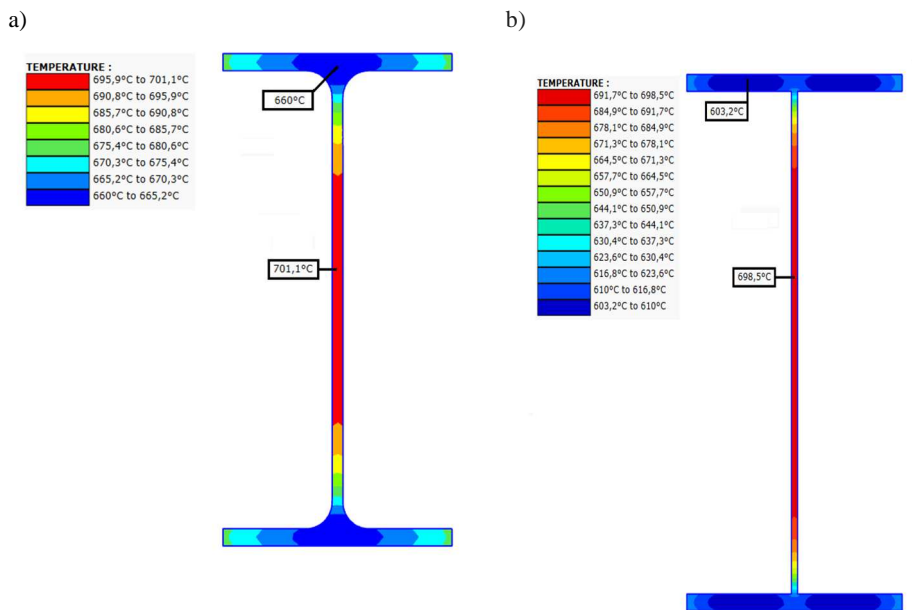 a)
b)
TEMPERATURE :
695,9ºC to 701,1ºC
690,8ºC to 695,9ºC
685,7ºC to 690,8ºC
680,6ºC to 685,7ºC
675,4ºC to 680,6ºC
670,3ºC to 675,4ºC
665,2ºC to 670,3ºC
660ºC to 665,2ºC
660ºC
701,1ºC
TEMPERATURE :
691,7ºC to 698,5ºC
684,9ºC to 691,7ºC
678,1ºC to 684,9ºC
671,3ºC to 678,1ºC
664,5ºC to 671,3ºC
657,7ºC to 664,5ºC
650,9ºC to 657,7ºC
644,1ºC to 650,9ºC
637,3ºC to 644,1ºC
630,4ºC to 637,3ºC
623,6ºC to 630,4ºC
616,8ºC to 623,6ºC
610ºC to 616,8ºC
603,2ºC to 610ºC
603,2ºC
698,5ºC